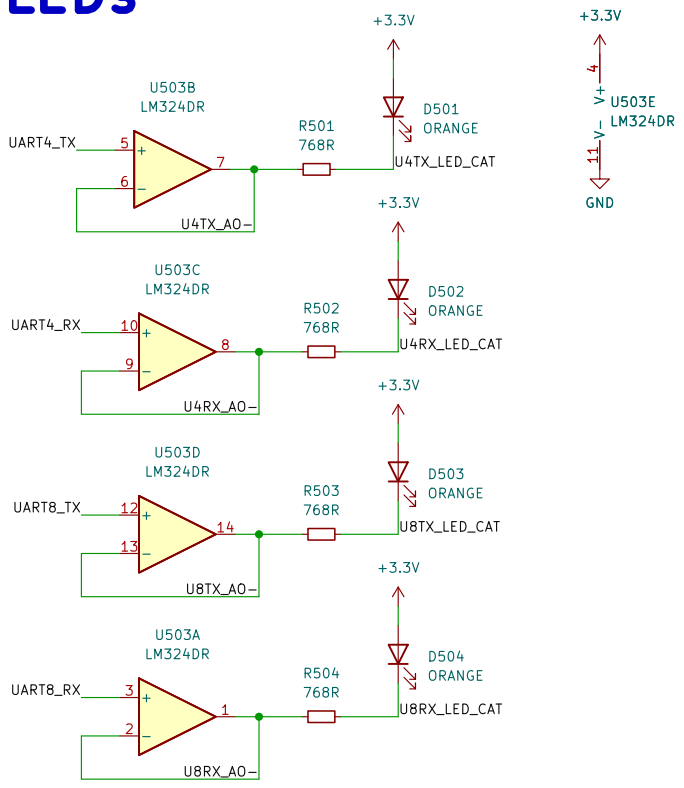 LEDs
+3.3V
+3.3V
U503B
LM324DR
UART4_TX
5
+
6
−
7
R501
768R
D501
ORANGE
U4TX_LED_CAT
U4TX_AO−
4
V+
U503E
LM324DR
V−
11
GND
+3.3V
U503C
LM324DR
UART4_RX
10
+
9
−
8
R502
768R
D502
ORANGE
U4RX_LED_CAT
U4RX_AO−
+3.3V
U503D
LM324DR
UART8_TX
12
+
13
−
14
R503
768R
D503
ORANGE
U8TX_LED_CAT
U8TX_AO−
+3.3V
U503A
LM324DR
UART8_RX
3
+
2
−
1
R504
768R
D504
ORANGE
U8RX_LED_CAT
U8RX_AO−